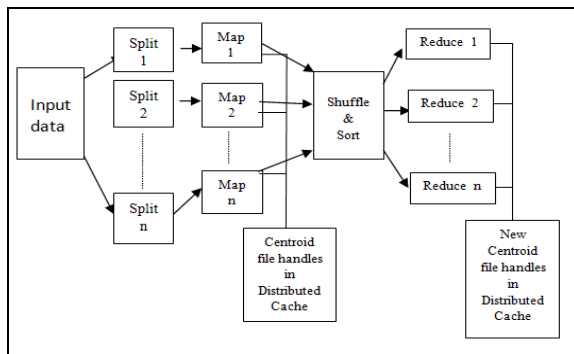 Input
data
Split
1
Split
2
Split
n
Map
1
Map
2
Map
n
Shuffle
&
Sort
Reduce 1
Reduce 2
Reduce n
Centroid
file handles
in
Distributed
Cache
New
Centroid
file handles
in
Distributed
Cache